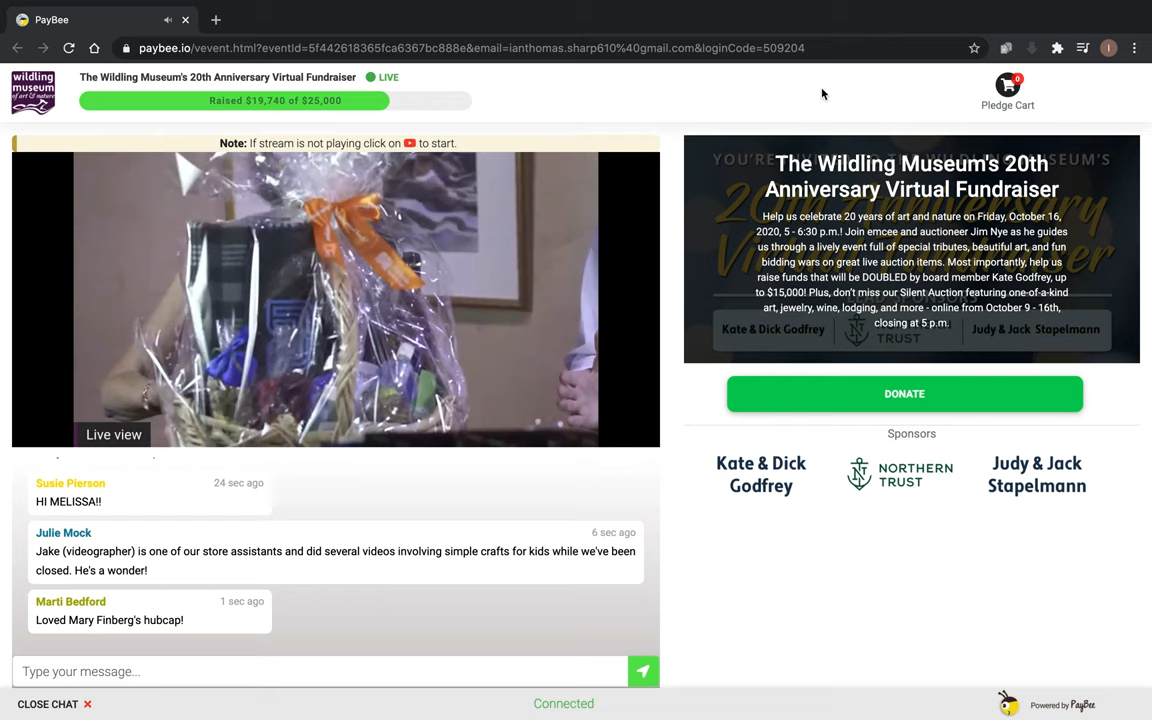 PayBee
paybee.io/vevent.html?eventId=5f442618365fca6367bc888e&email=ianthomas.sharp610%40gmail.com&loginCode=509204
I
wildling
museum
of art & nature
The Wildling Museum's 20th Anniversary Virtual Fundraiser LIVE
Raised $19,740 of $25,000
0
Pledge Cart
Note: If stream is not playing click on to start.
Live view
Susie Pierson 24 sec ago
HI MELISSA!!
Julie Mock 6 sec ago
Jake (videographer) is one of our store assistants and did several videos involving simple crafts for kids while we've been
closed. He's a wonder!
Marti Bedford 1 sec ago
Loved Mary Finberg's hubcap!
Type your message...
CLOSE CHAT
Connected
The Wildling Museum's 20th
Anniversary Virtual Fundraiser
Help us celebrate 20 years of art and nature on Friday, October 16,
2020, 5 - 6:30 p.m.! Join emcee and auctioneer Jim Nye as he guides
us through a lively event full of special tributes, beautiful art, and fun
bidding wars on great live auction items. Most importantly, help us
raise funds that will be DOUBLED by board member Kate Godfrey, up
to $15,000! Plus, don't miss our Silent Auction featuring one-of-a-kind
art, jewelry, wine, lodging, and more - online from October 9 - 16th,
closing at 5 p.m.
Kate & Dick Godfrey
TRUST
Judy & Jack Stapelmann
DONATE
Sponsors
Kate & Dick
Godfrey
NORTHERN
TRUST
Judy & Jack
Stapelmann
Powered by PayBee